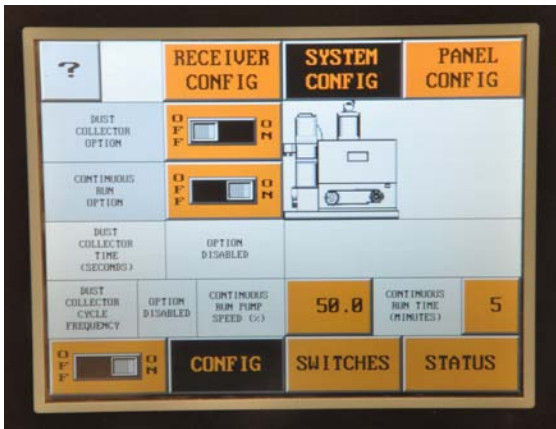 ?
RECEIVER
CONFIG
SYSTEM
CONFIG
PANEL
CONFIG
DUST
COLLECTOR
OPTION
OFF
ON
CONTINUOUS
RUN
OPTION
OFF
ON
DUST
COLLECTOR
TIME
(SECONDS)
OPTION
DISABLED
DUST
COLLECTOR
CYCLE
FREQUENCY
OPTION
DISABLED
CONTINUOUS
RUN PUMP
SPEED (%)
50.0
CONTINUOUS
RUN TIME
(MINUTES)
5
OFF
ON
CONFIG
SWITCHES
STATUS